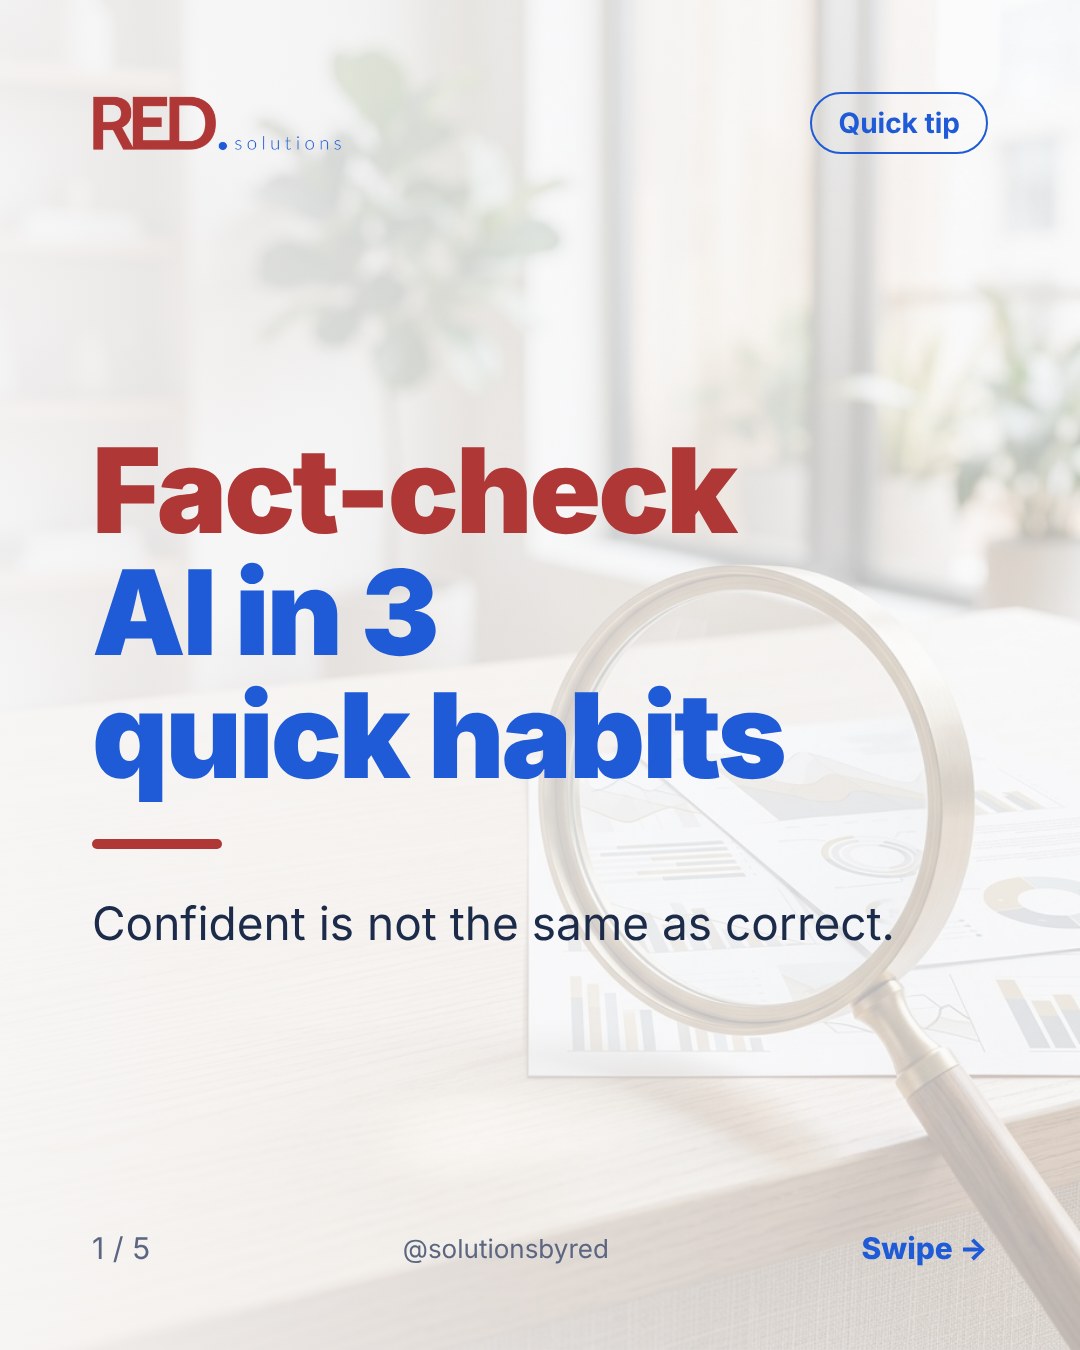 RED.solutions
Quick tip
Fact-check
AI in 3
quick habits
Confident is not the same as correct.
1 / 5
@solutionsbyred
Swipe →